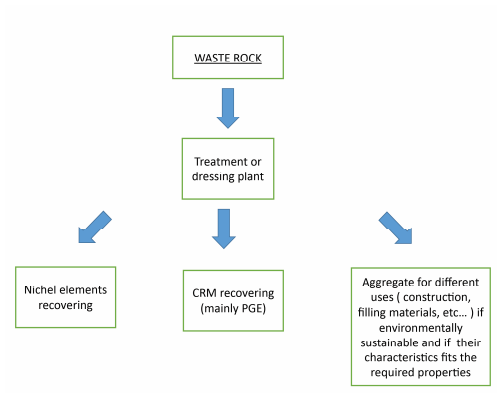 WASTE ROCK
Treatment or
dressing plant
Nichel elements
recovering
CRM recovering
(mainly PGE)
Aggregate for different
uses ( construction,
filling materials, etc... ) if
environmentally
sustainable and if their
characteristics fits the
required properties